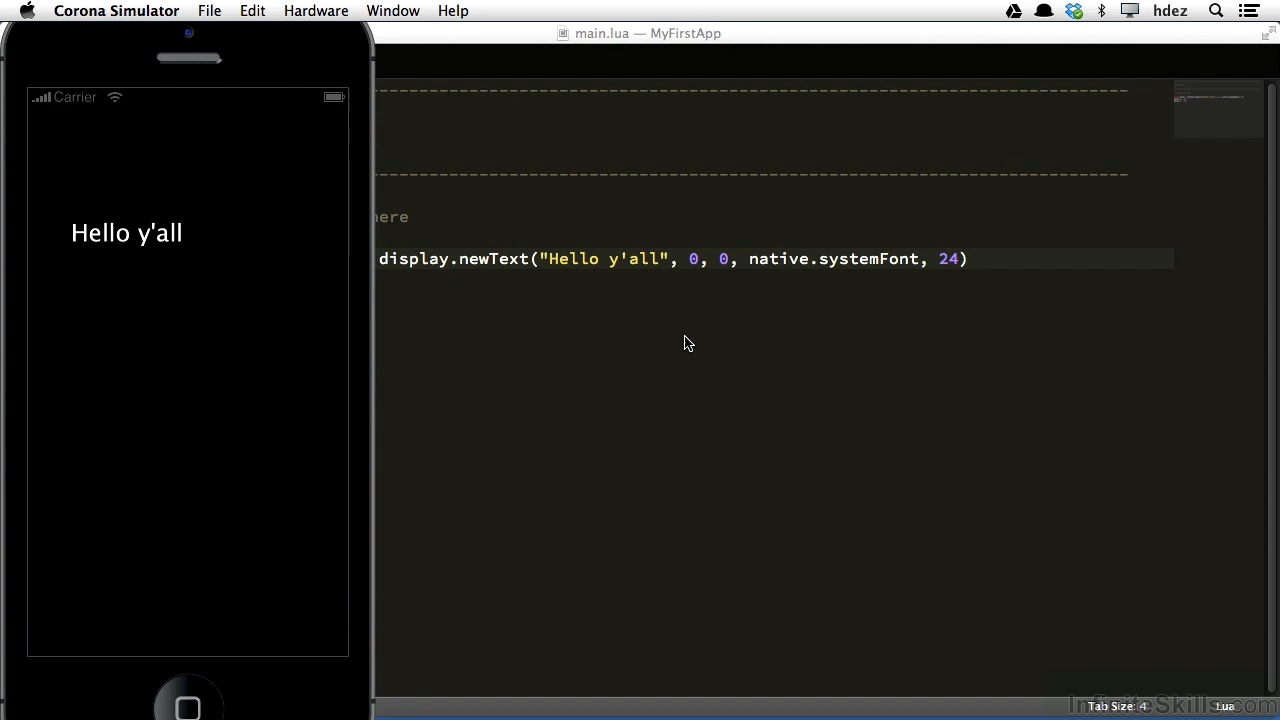 Corona Simulator File Edit Hardware Window Help hdez
main.lua — MyFirstApp
Carrier
here
Hello y'all
display.newText("Hello y'all", 0, 0, native.systemFont, 24)
InfiniteSkills.com
Tab Size: 4 Lua